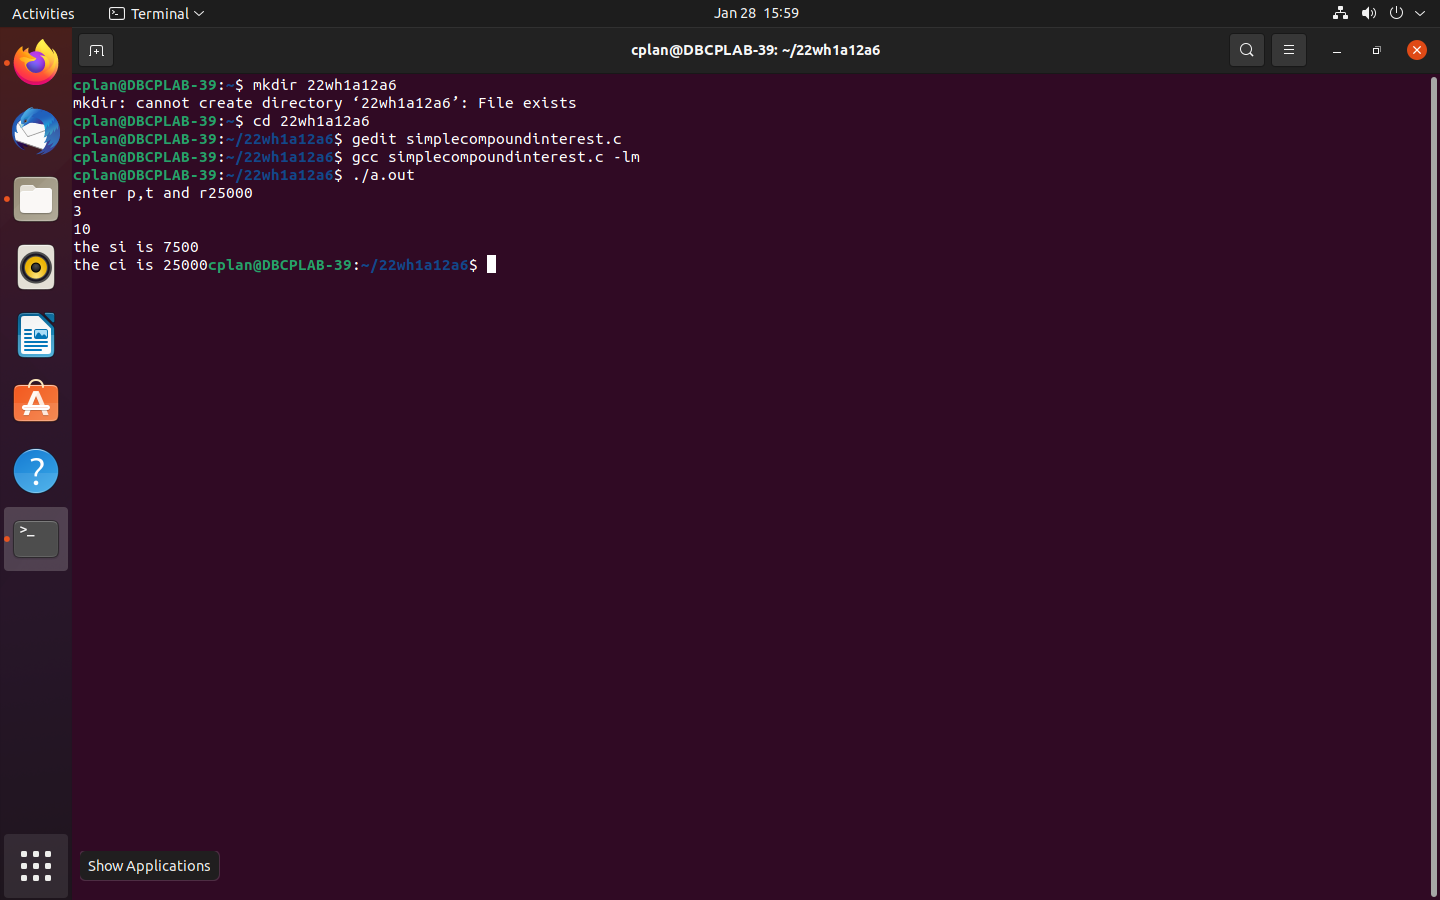 Activities Terminal Jan 28 15:59
cplan@DBCPLAB-39: ~/22wh1a12a6
cplan@DBCPLAB-39:~$ mkdir 22wh1a12a6
mkdir: cannot create directory ‘22wh1a12a6’: File exists
cplan@DBCPLAB-39:~$ cd 22wh1a12a6
cplan@DBCPLAB-39:~/22wh1a12a6$ gedit simplecompoundinterest.c
cplan@DBCPLAB-39:~/22wh1a12a6$ gcc simplecompoundinterest.c -lm
cplan@DBCPLAB-39:~/22wh1a12a6$ ./a.out
enter p,t and r25000
3
10
the si is 7500
the ci is 25000cplan@DBCPLAB-39:~/22wh1a12a6$
Show Applications